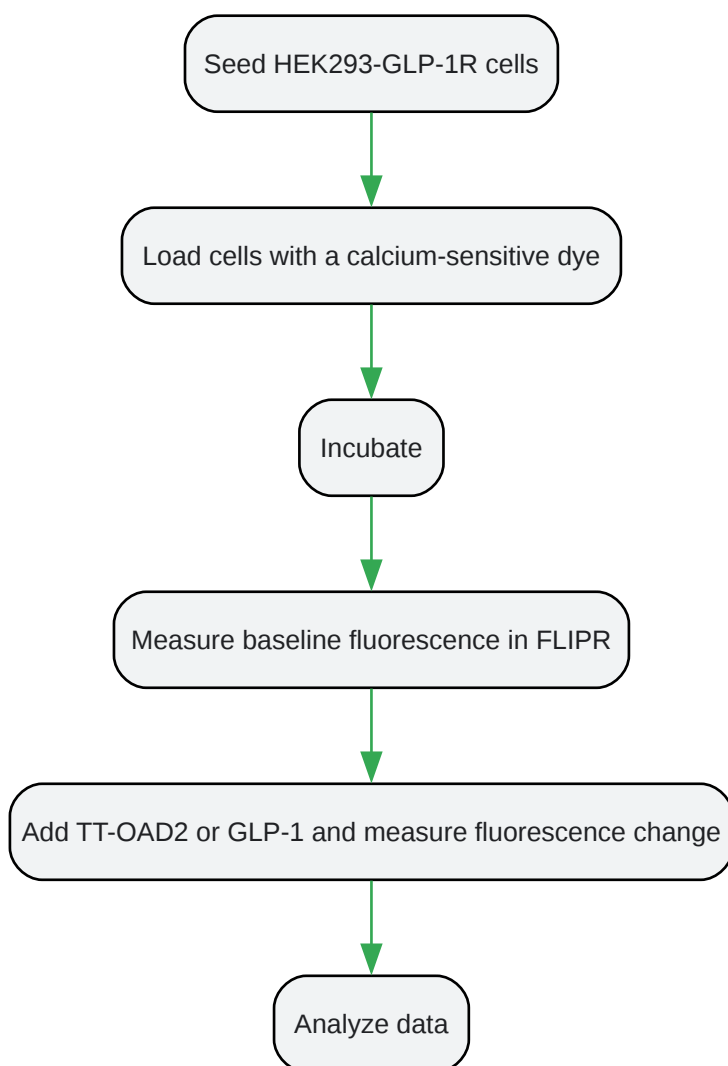 Seed HEK293-GLP-1R cells
Load cells with a calcium-sensitive dye
Incubate
Measure baseline fluorescence in FLIPR
Add TT-OAD2 or GLP-1 and measure fluorescence change
Analyze data